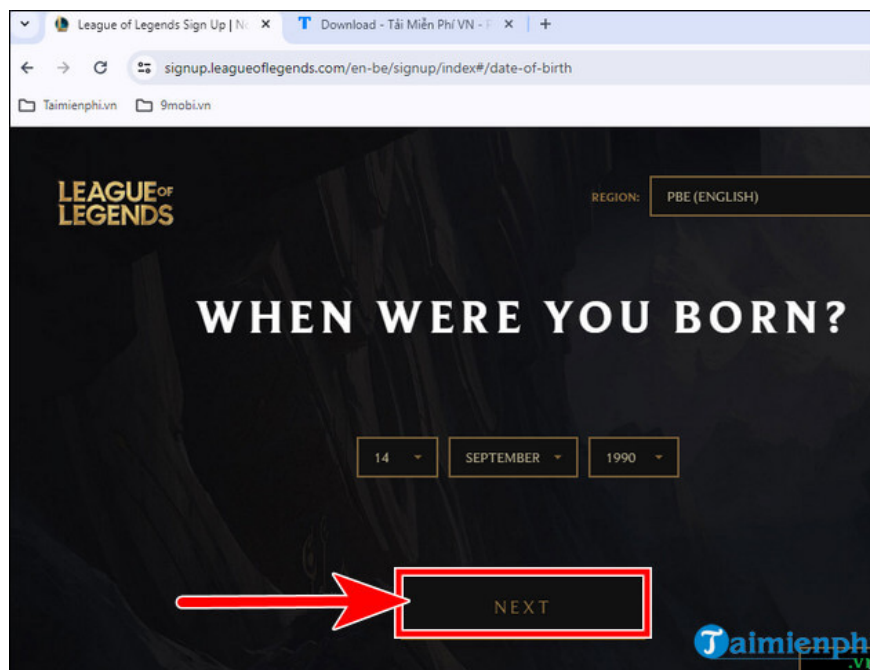 League of Legends Sign Up | N
Download - Tải Miễn Phí VN - P
signup.leagueoflegends.com/en-be/signup/index#/date-of-birth
Taimienphi.vn
9mobi.vn
LEAGUE OF
LEGENDS
REGION:
PBE (ENGLISH)
WHEN WERE YOU BORN?
14
SEPTEMBER
1990
NEXT
Taimienph
.vn